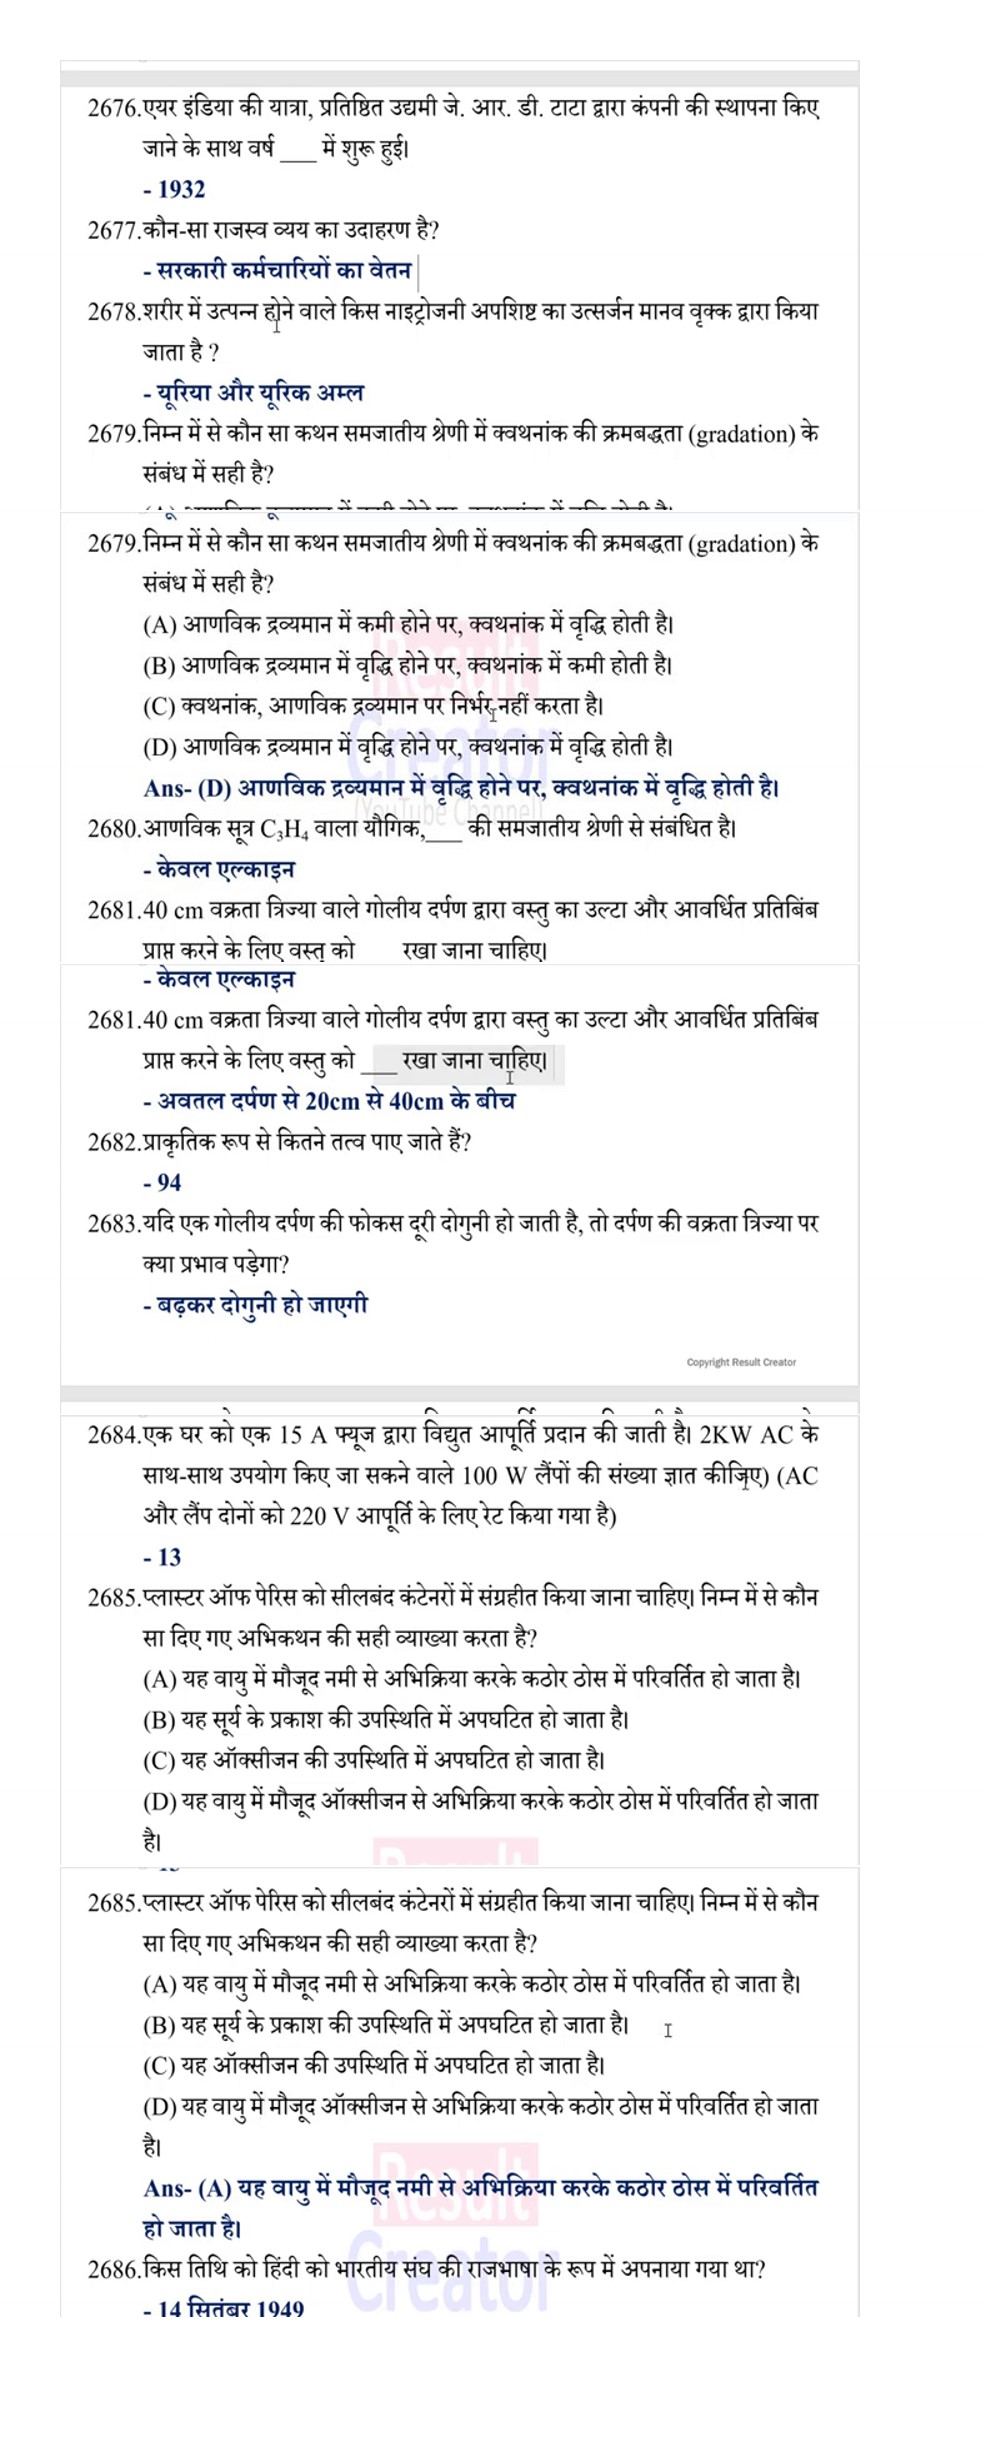 2676.एयर इंडिया की यात्रा, प्रतिष्ठित उद्यमी जे. आर. डी. टाटा द्वारा कंपनी की स्थापना किए
जाने के साथ वर्ष ___ में शुरू हुई।
- 1932
2677.कौन-सा राजस्व व्यय का उदाहरण है?
- सरकारी कर्मचारियों का वेतन
2678.शरीर में उत्पन्न होने वाले किस नाइट्रोजनी अपशिष्ट का उत्सर्जन मानव वृक्क द्वारा किया
जाता है ?
- यूरिया और यूरिक अम्ल
2679.निम्न में से कौन सा कथन समजातीय श्रेणी में क्वथनांक की क्रमबद्धता (gradation) के
संबंध में सही है?
2679.निम्न में से कौन सा कथन समजातीय श्रेणी में क्वथनांक की क्रमबद्धता (gradation) के
संबंध में सही है?
(A) आणविक द्रव्यमान में कमी होने पर, क्वथनांक में वृद्धि होती है।
(B) आणविक द्रव्यमान में वृद्धि होने पर, क्वथनांक में कमी होती है।
(C) क्वथनांक, आणविक द्रव्यमान पर निर्भर नहीं करता है।
(D) आणविक द्रव्यमान में वृद्धि होने पर, क्वथनांक में वृद्धि होती है।
Ans- (D) आणविक द्रव्यमान में वृद्धि होने पर, क्वथनांक में वृद्धि होती है।
2680.आणविक सूत्र C₃H₄ वाला यौगिक,___ की समजातीय श्रेणी से संबंधित है।
- केवल एल्काइन
2681.40 cm वक्रता त्रिज्या वाले गोलीय दर्पण द्वारा वस्तु का उल्टा और आवर्धित प्रतिबिंब
प्राप्त करने के लिए वस्तु को रखा जाना चाहिए।
- केवल एल्काइन
2681.40 cm वक्रता त्रिज्या वाले गोलीय दर्पण द्वारा वस्तु का उल्टा और आवर्धित प्रतिबिंब
प्राप्त करने के लिए वस्तु को ___ रखा जाना चाहिए।
- अवतल दर्पण से 20cm से 40cm के बीच
2682.प्राकृतिक रूप से कितने तत्व पाए जाते हैं?
- 94
2683.यदि एक गोलीय दर्पण की फोकस दूरी दोगुनी हो जाती है, तो दर्पण की वक्रता त्रिज्या पर
क्या प्रभाव पड़ेगा?
- बढ़कर दोगुनी हो जाएगी
Copyright Result Creator
2684.एक घर को एक 15 A फ्यूज द्वारा विद्युत आपूर्ति प्रदान की जाती है। 2KW AC के
साथ-साथ उपयोग किए जा सकने वाले 100 W लैंपों की संख्या ज्ञात कीजिए) (AC
और लैंप दोनों को 220 V आपूर्ति के लिए रेट किया गया है)
- 13
2685.प्लास्टर ऑफ पेरिस को सीलबंद कंटेनरों में संग्रहीत किया जाना चाहिए। निम्न में से कौन
सा दिए गए अभिकथन की सही व्याख्या करता है?
(A) यह वायु में मौजूद नमी से अभिक्रिया करके कठोर ठोस में परिवर्तित हो जाता है।
(B) यह सूर्य के प्रकाश की उपस्थिति में अपघटित हो जाता है।
(C) यह ऑक्सीजन की उपस्थिति में अपघटित हो जाता है।
(D) यह वायु में मौजूद ऑक्सीजन से अभिक्रिया करके कठोर ठोस में परिवर्तित हो जाता
है।
2685.प्लास्टर ऑफ पेरिस को सीलबंद कंटेनरों में संग्रहीत किया जाना चाहिए। निम्न में से कौन
सा दिए गए अभिकथन की सही व्याख्या करता है?
(A) यह वायु में मौजूद नमी से अभिक्रिया करके कठोर ठोस में परिवर्तित हो जाता है।
(B) यह सूर्य के प्रकाश की उपस्थिति में अपघटित हो जाता है।
(C) यह ऑक्सीजन की उपस्थिति में अपघटित हो जाता है।
(D) यह वायु में मौजूद ऑक्सीजन से अभिक्रिया करके कठोर ठोस में परिवर्तित हो जाता
है।
Ans- (A) यह वायु में मौजूद नमी से अभिक्रिया करके कठोर ठोस में परिवर्तित
हो जाता है।
2686.किस तिथि को हिंदी को भारतीय संघ की राजभाषा के रूप में अपनाया गया था?
- 14 सितंबर 1949